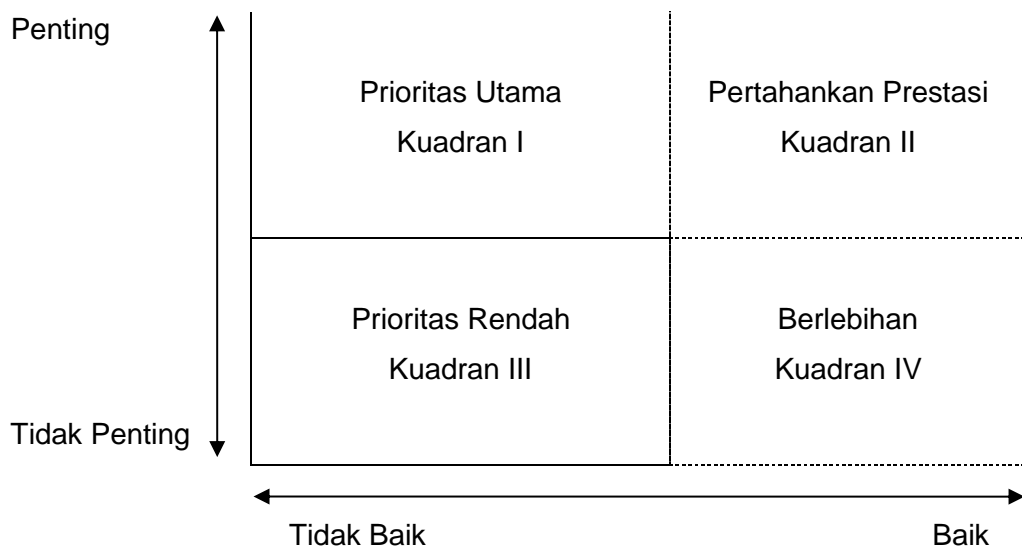 Penting
Prioritas Utama
Kuadran I
Pertahankan Prestasi
Kuadran II
Prioritas Rendah
Kuadran III
Berlebihan
Kuadran IV
Tidak Penting
Tidak Baik
Baik